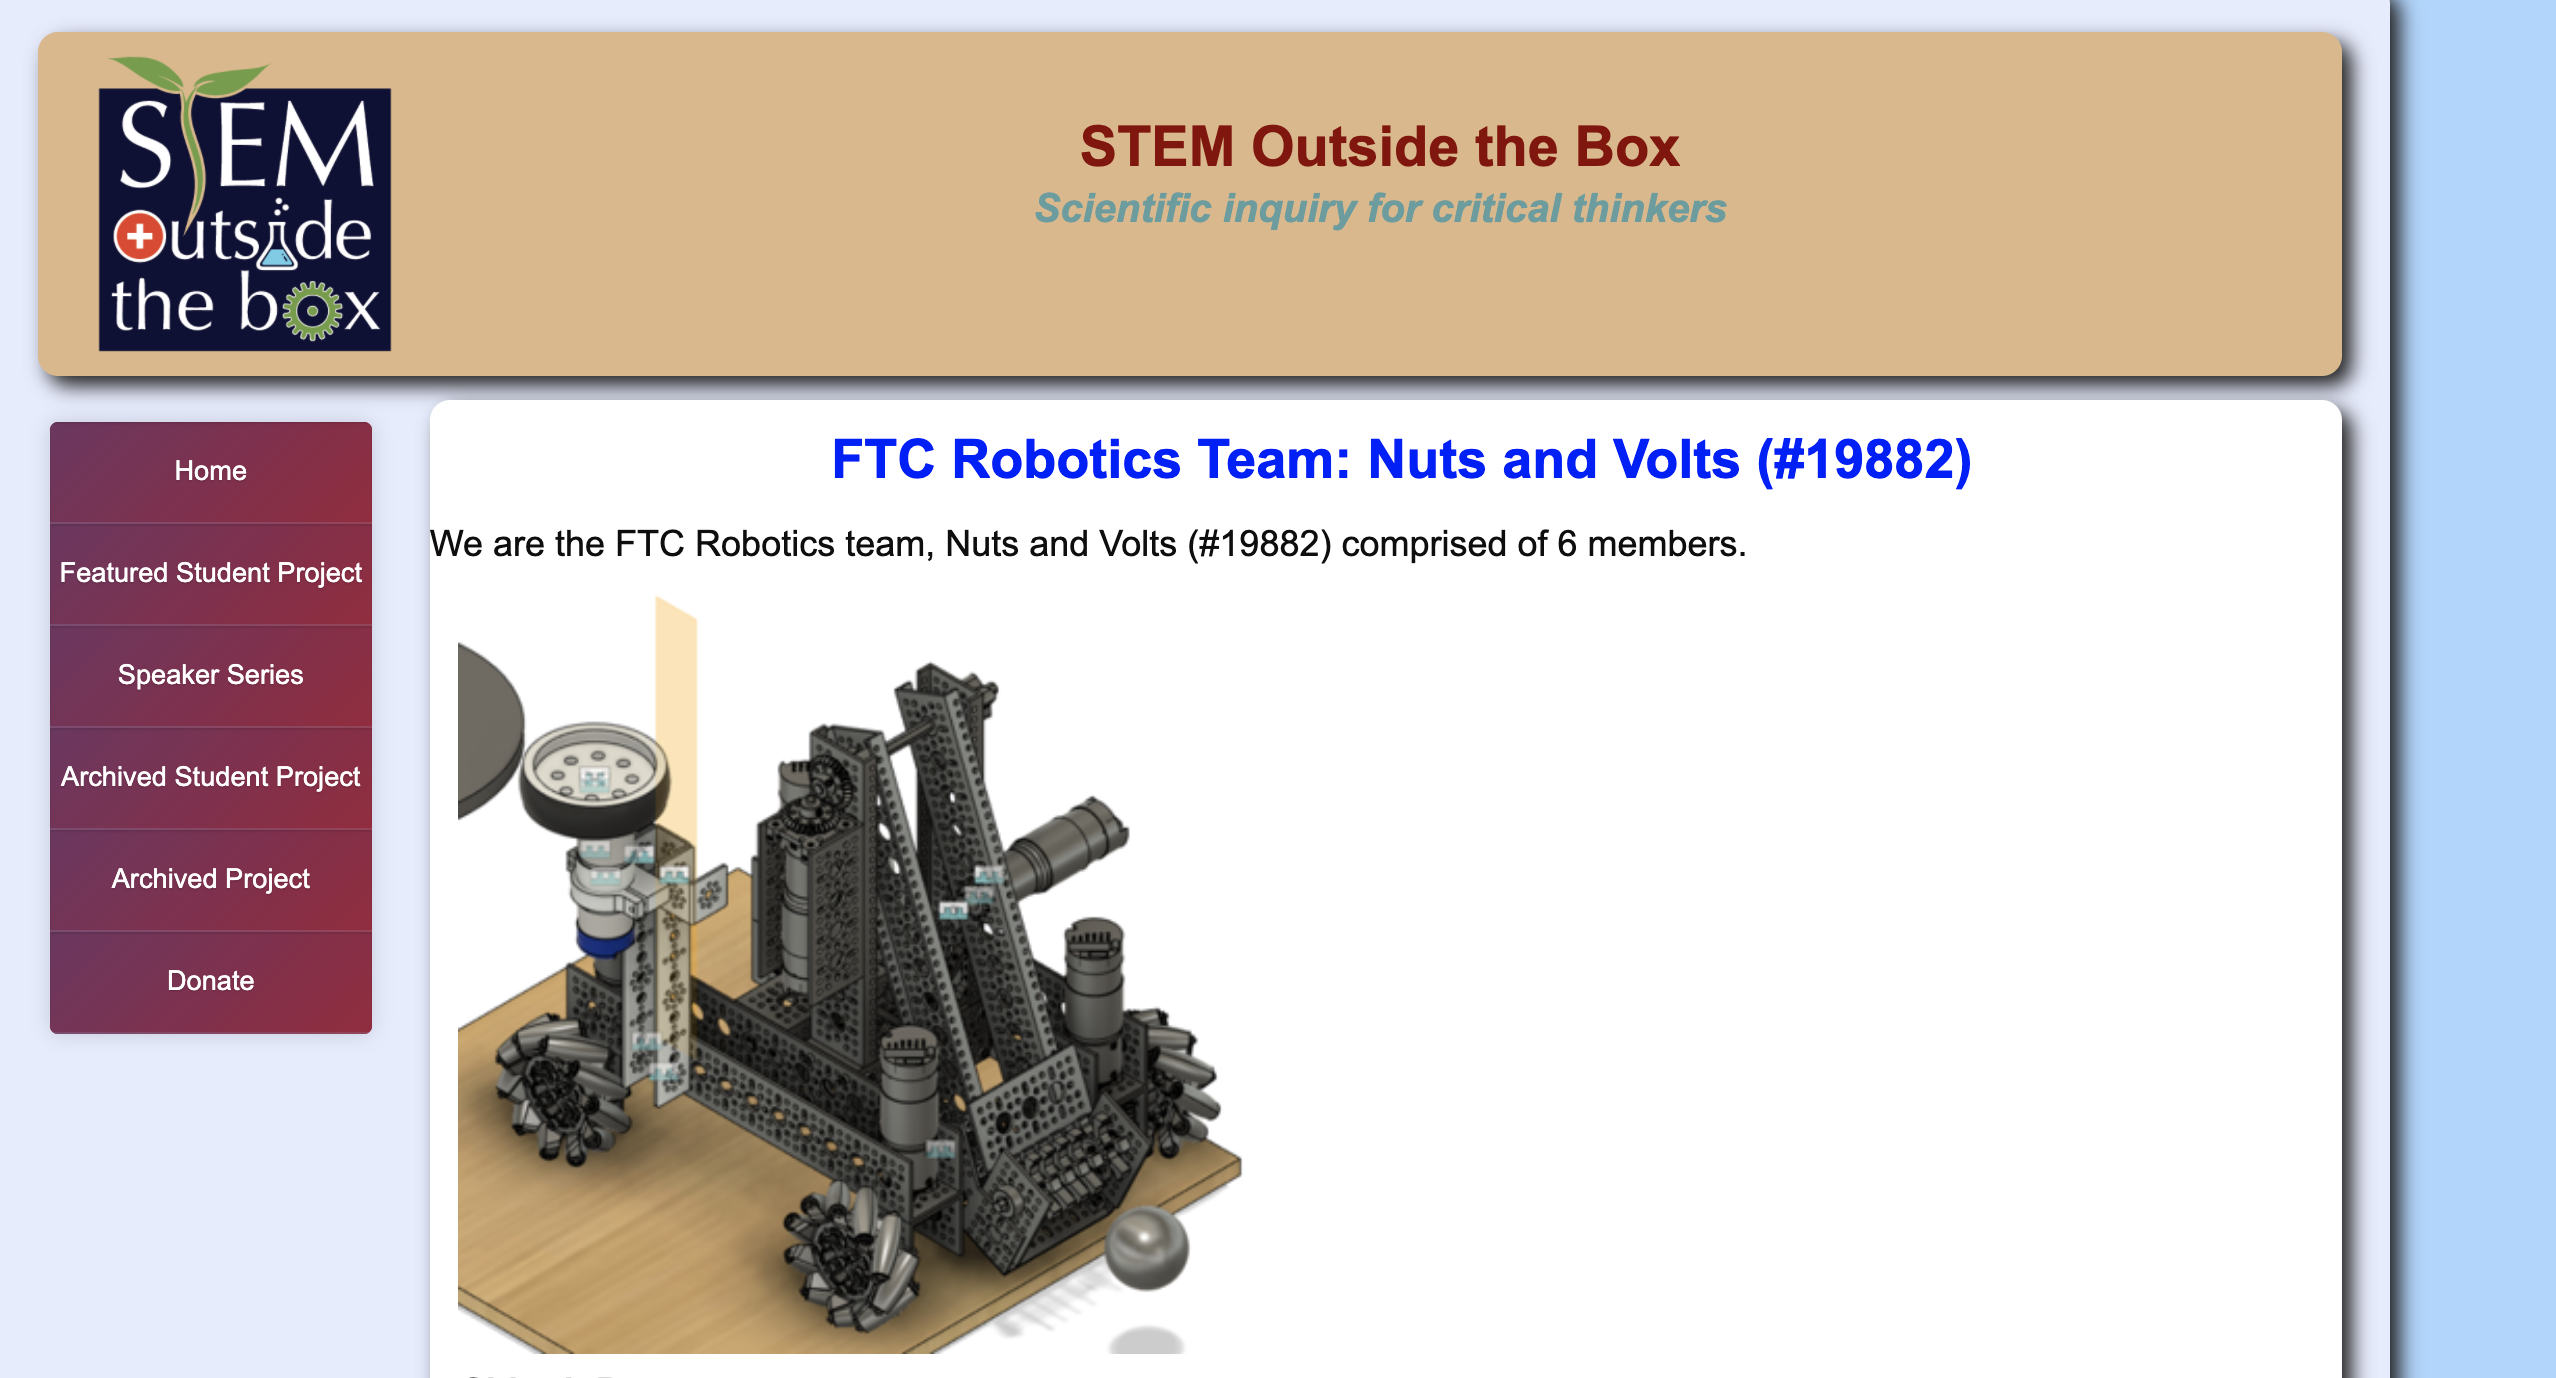 STEM
Outside
the box
STEM Outside the Box
Scientific inquiry for critical thinkers
Home
Featured Student Project
Speaker Series
Archived Student Project
Archived Project
Donate
FTC Robotics Team: Nuts and Volts (#19882)
We are the FTC Robotics team, Nuts and Volts (#19882) comprised of 6 members.